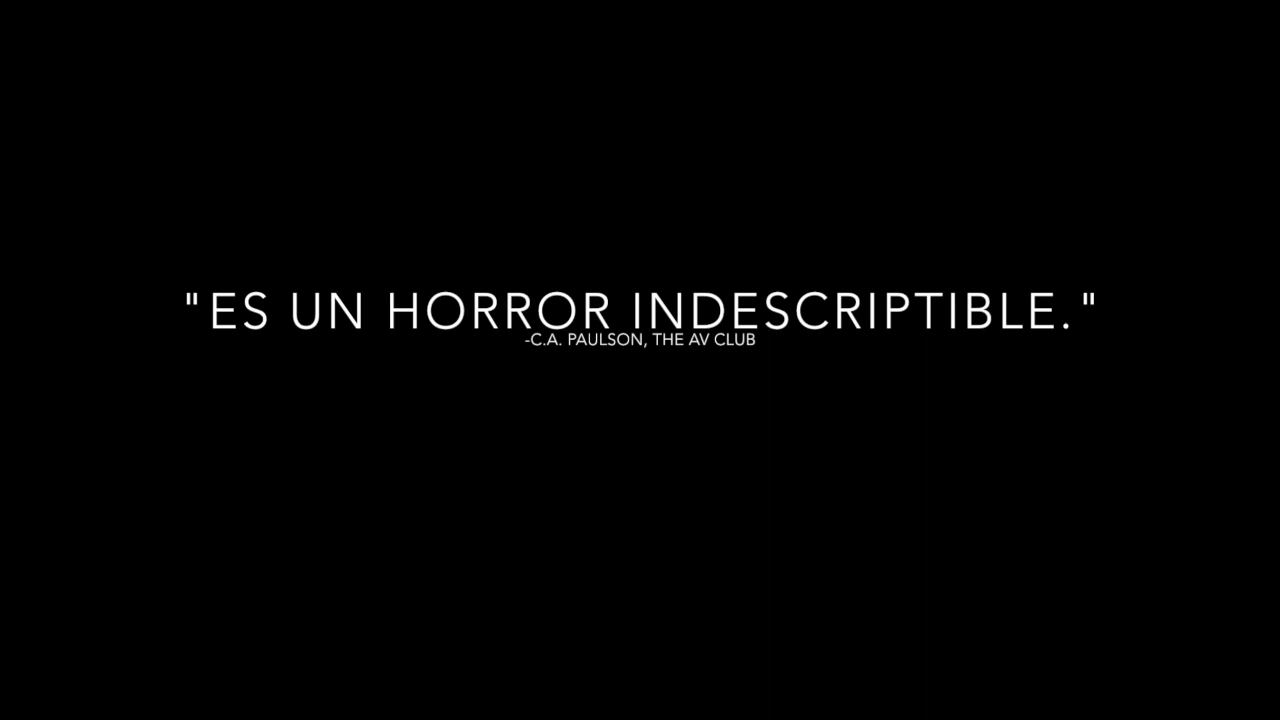 "ES UN HORROR INDESCRIPTIBLE."
-C.A. PAULSON, THE AV CLUB